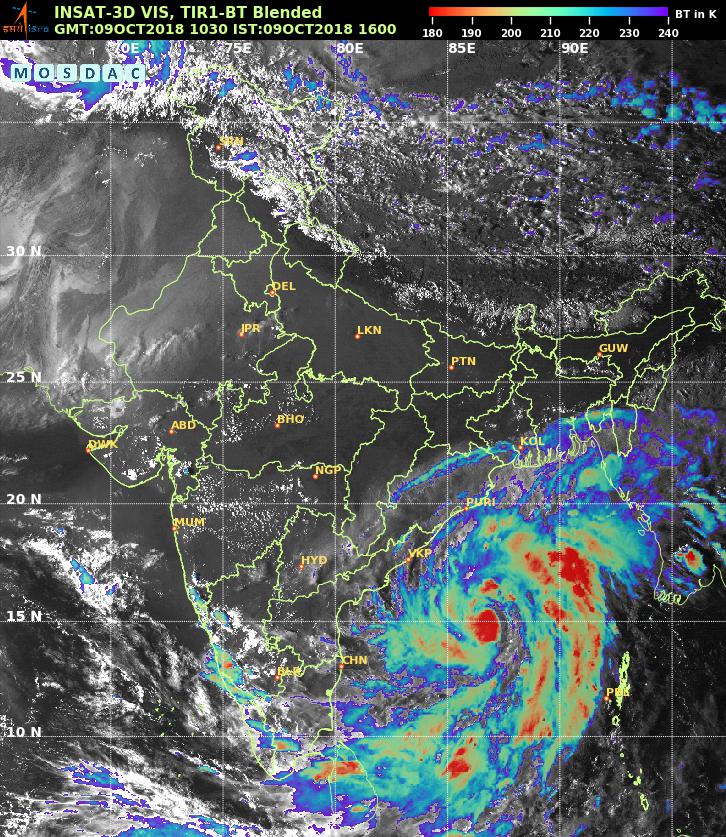 INSAT-3D VIS, TIR1-BT Blended
GMT:09OCT2018 1030 IST:09OCT2018 1600
BT in K
180 190 200 210 220 230 240
75E 80E 85E 90E
MOSDAC
SRN
30 N
DEL
JPR
LKN
GUW
PTN
25 N
ABD
BHO
DWK
KOL
NGP
20 N
PURI
MUM
VKP
HYD
15 N
CHN
BLR
10 N